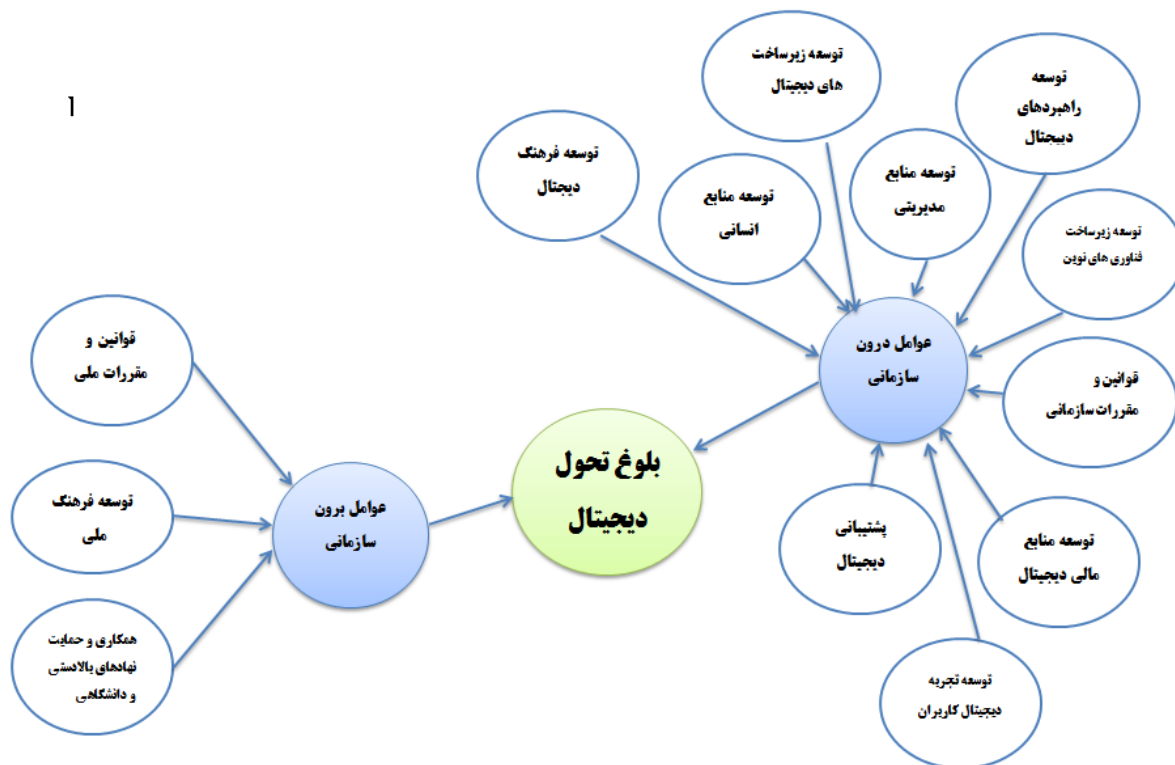 1
توسعه زیرساخت
های دیجیتال
توسعه
راهبردهای
دبیجتال
توسعه فرهنگ
دیجتال
توسعه منابع
انسانی
توسعه منابع
مدیریتی
توسعه زیرساخت
فناوری های نوین
عوامل درون
سازمانی
قوانین و
مقررات ملی
قوانین و
مقررات سازمانی
بلوغ تحول
دیجیتال
توسعه فرهنگ
ملی
عوامل برون
سازمانی
پشتیبانی
دیجیتال
توسعه منابع
مالی دیجیتال
همکاری و حمایت
نهادهای بالادستی
و دانشگاهی
توسعه تجربه
دیجیتال کاربران